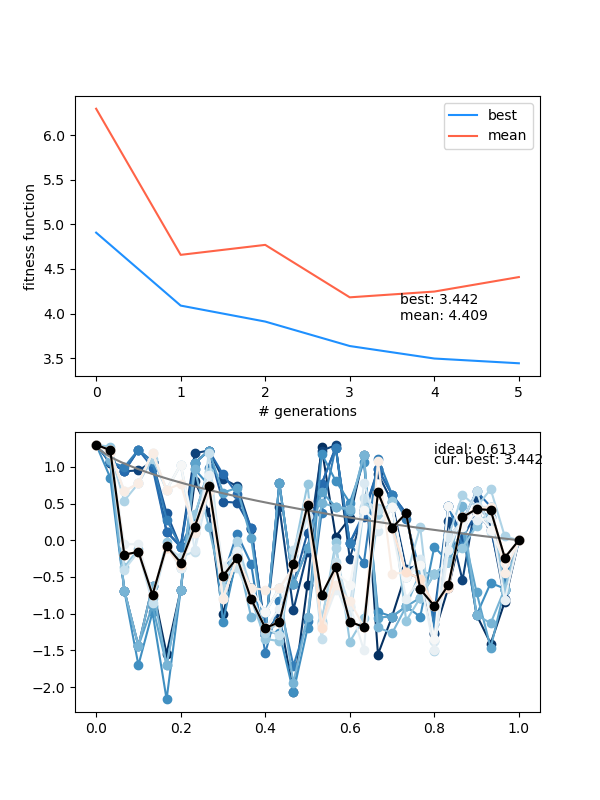 6.0
5.5
5.0
4.5
4.0
3.5
fitness function
best
mean
best: 3.442
mean: 4.409
0 1 2 3 4 5
# generations
ideal: 0.613
cur. best: 3.442
1.0
0.5
0.0
−0.5
−1.0
−1.5
−2.0
0.0 0.2 0.4 0.6 0.8 1.0